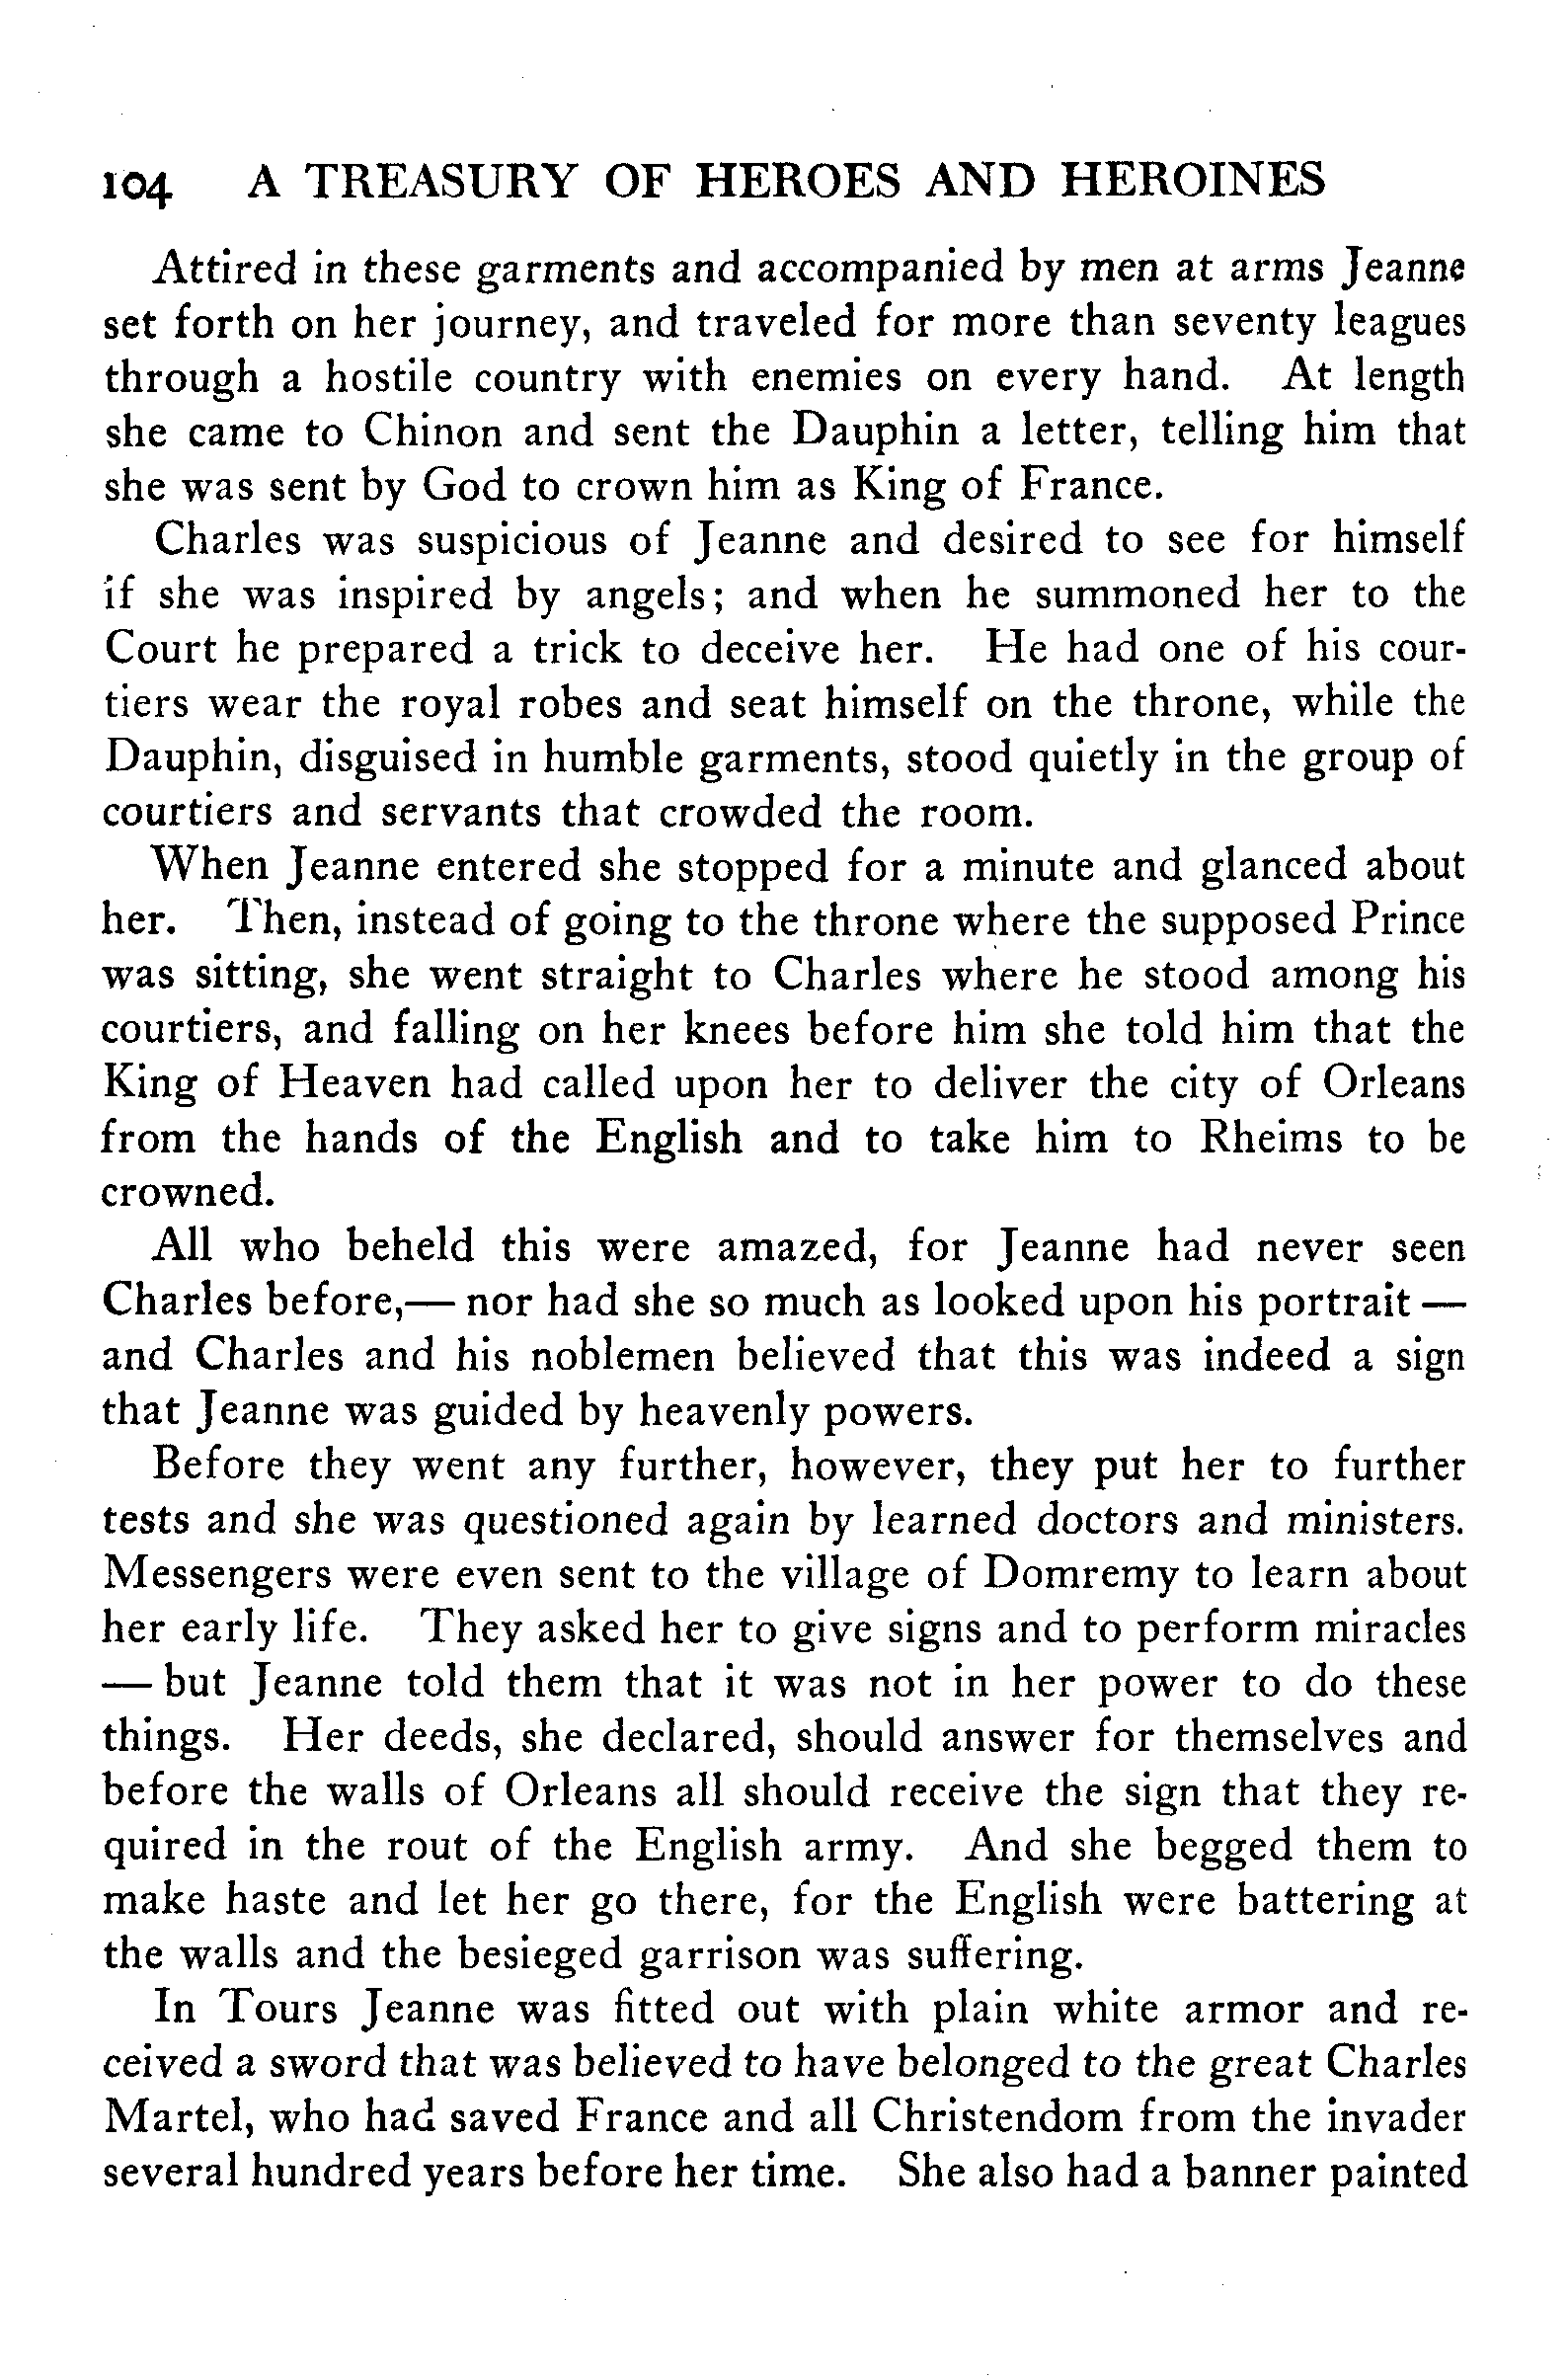 104 A TREASURY OF HEROES AND HEROINES
Attired in these garments and accompanied by men at arms Jeanne
set forth on her journey, and traveled for more than seventy leagues
through a hostile country with enemies on every hand. At length
she came to Chinon and sent the Dauphin a letter, telling him that
she was sent by God to crown him as King of France.
Charles was suspicious of Jeanne and desired to see for himself
if she was inspired by angels; and when he summoned her to the
Court he prepared a trick to deceive her. He had one of his cour-
tiers wear the royal robes and seat himself on the throne, while the
Dauphin, disguised in humble garments, stood quietly in the group of
courtiers and servants that crowded the room.
When Jeanne entered she stopped for a minute and glanced about
her. Then, instead of going to the throne where the supposed Prince
was sitting, she went straight to Charles where he stood among his
courtiers, and falling on her knees before him she told him that the
King of Heaven had called upon her to deliver the city of Orleans
from the hands of the English and to take him to Rheims to be
crowned.
All who beheld this were amazed, for Jeanne had never seen
Charles before,— nor had she so much as looked upon his portrait —
and Charles and his noblemen believed that this was indeed a sign
that Jeanne was guided by heavenly powers.
Before they went any further, however, they put her to further
tests and she was questioned again by learned doctors and ministers.
Messengers were even sent to the village of Domremy to learn about
her early life. They asked her to give signs and to perform miracles
— but Jeanne told them that it was not in her power to do these
things. Her deeds, she declared, should answer for themselves and
before the walls of Orleans all should receive the sign that they re-
quired in the rout of the English army. And she begged them to
make haste and let her go there, for the English were battering at
the walls and the besieged garrison was suffering.
In Tours Jeanne was fitted out with plain white armor and re-
ceived a sword that was believed to have belonged to the great Charles
Martel, who had saved France and all Christendom from the invader
several hundred years before her time. She also had a banner painted